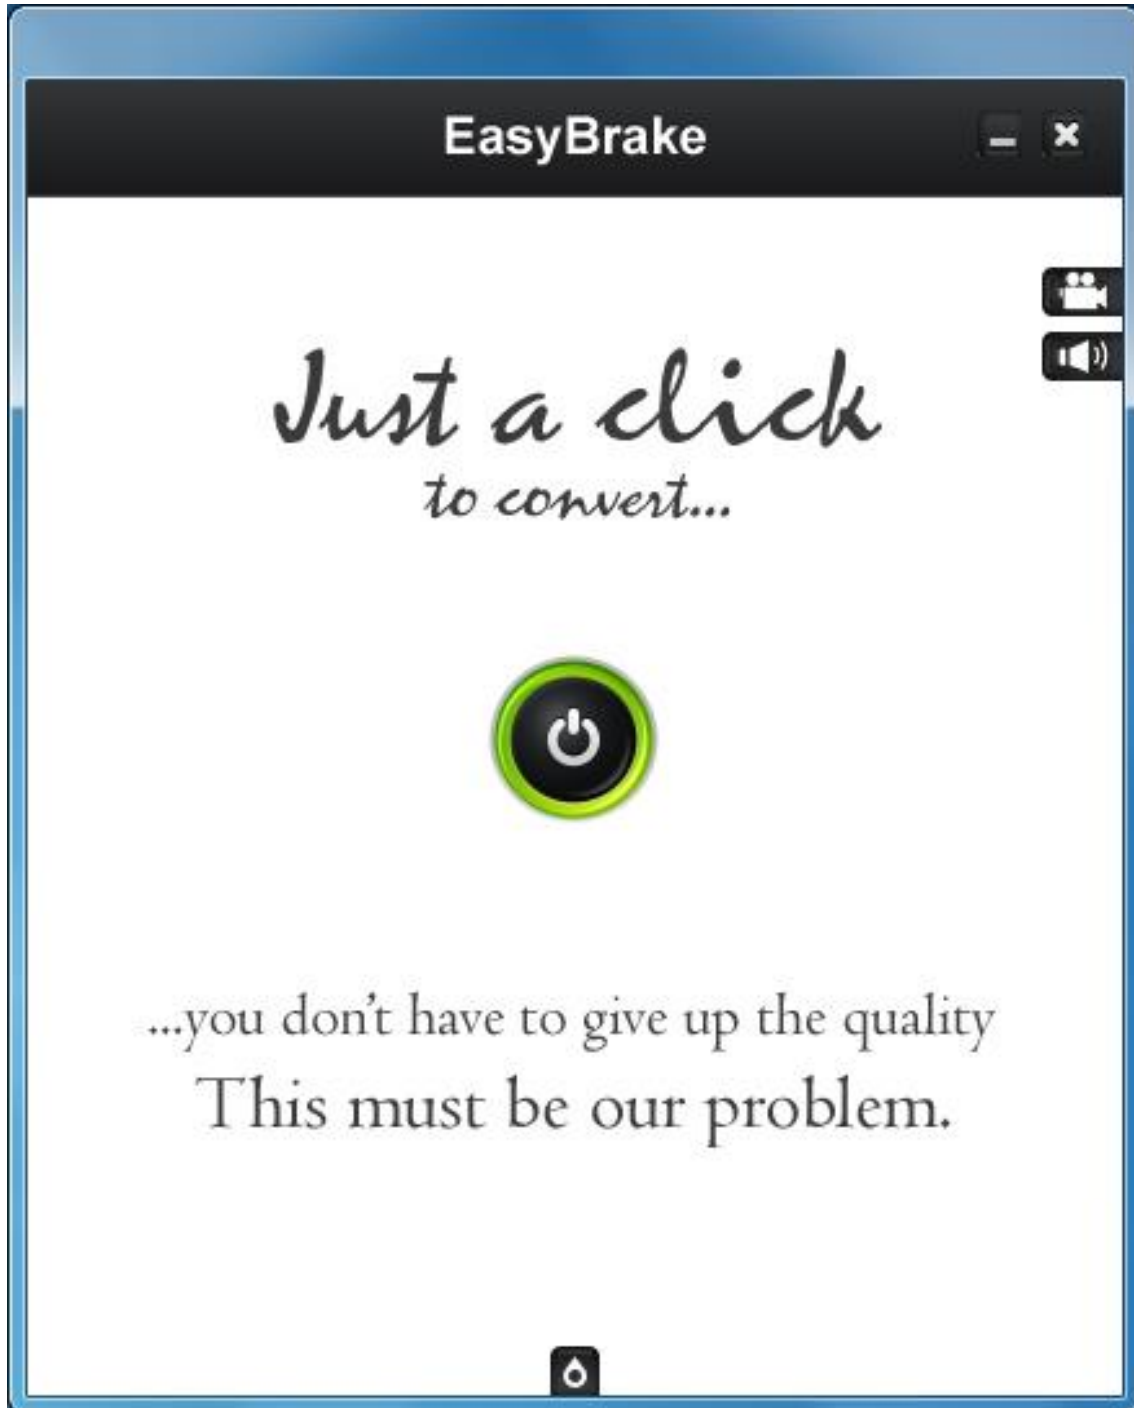 EasyBrake
Just a click
to convert...
...you don't have to give up the quality
This must be our problem.